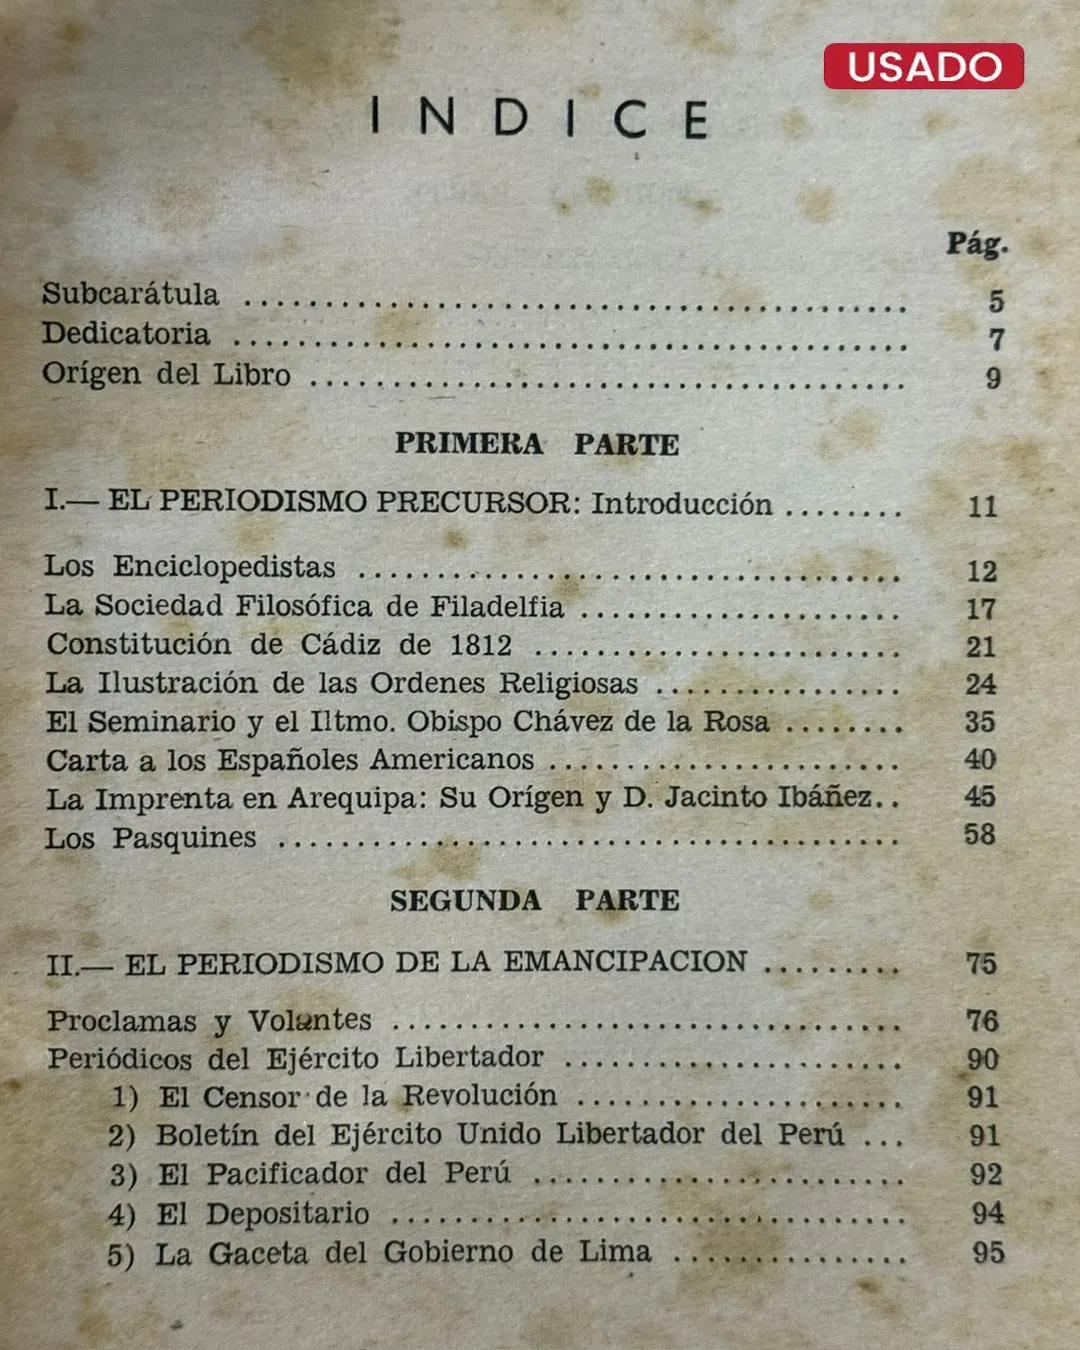 USADO
I N D I C E
Pág.
Subcarátula ........................................ 5
Dedicatoria ........................................ 7
Orígen del Libro ........................................ 9
PRIMERA PARTE
I.— EL PERIODISMO PRECURSOR: Introducción ........ 11
Los Enciclopedistas .................................. 12
La Sociedad Filosófica de Filadelfia .................... 17
Constitución de Cádiz de 1812 ....................... 21
La Ilustración de las Ordenes Religiosas ................ 24
El Seminario y el Iltmo. Obispo Chávez de la Rosa ........ 35
Carta a los Españoles Americanos ...................... 40
La Imprenta en Arequipa: Su Orígen y D. Jacinto Ibáñez.. 45
Los Pasquines ....................................... 58
SEGUNDA PARTE
II.— EL PERIODISMO DE LA EMANCIPACION ......... 75
Proclamas y Volantes ................................ 76
Periódicos del Ejército Libertador ..................... 90
1) El Censor de la Revolución ..................... 91
2) Boletín del Ejército Unido Libertador del Perú ... 91
3) El Pacificador del Perú ........................ 92
4) El Depositario ................................. 94
5) La Gaceta del Gobierno de Lima ............... 95